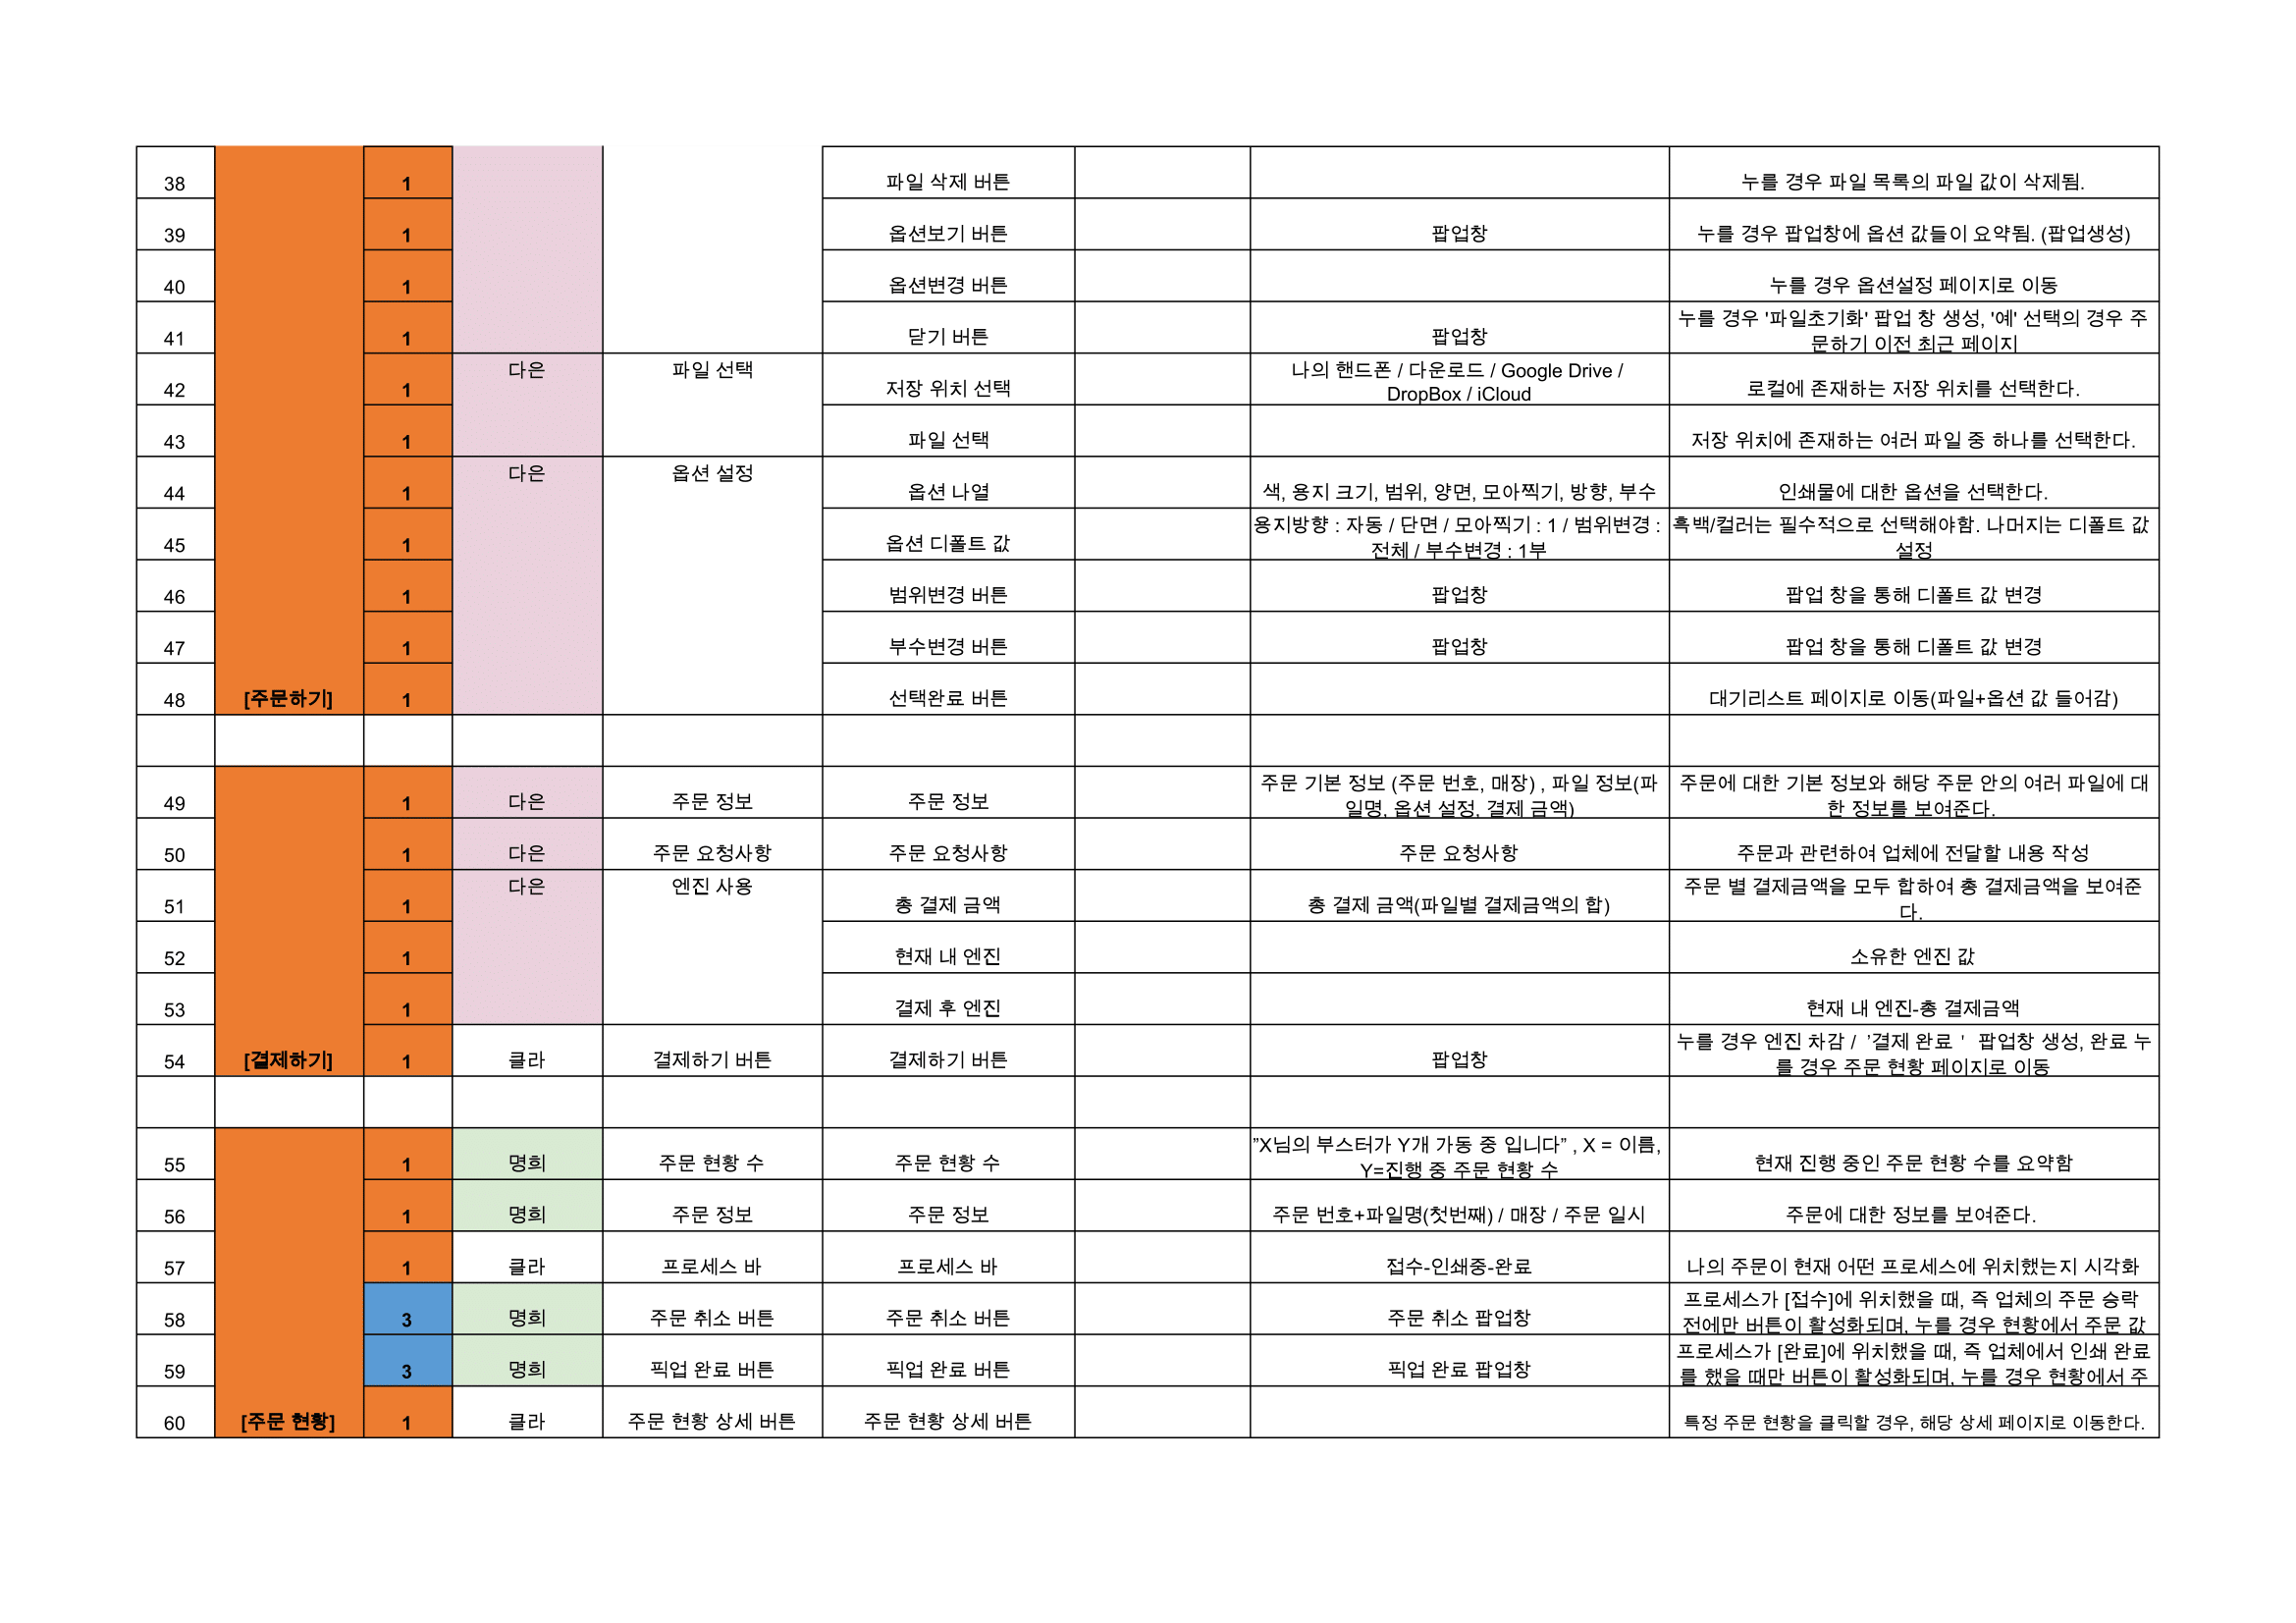 38 1 파일 삭제 버튼 누를 경우 파일 목록의 파일 값이 삭제됨.
39 1 옵션보기 버튼 팝업창 누를 경우 팝업창에 옵션 값들이 요약됨. (팝업생성)
40 1 옵션변경 버튼 누를 경우 옵션설정 페이지로 이동
41 1 닫기 버튼 팝업창 누를 경우 '파일초기화' 팝업 창 생성, '예' 선택의 경우 주
문하기 이전 최근 페이지
42 1 다은 파일 선택 저장 위치 선택 나의 핸드폰 / 다운로드 / Google Drive /
DropBox / iCloud 로컬에 존재하는 저장 위치를 선택한다.
43 1 파일 선택 저장 위치에 존재하는 여러 파일 중 하나를 선택한다.
44 1 다은 옵션 설정 옵션 나열 색, 용지 크기, 범위, 양면, 모아찍기, 방향, 부수 인쇄물에 대한 옵션을 선택한다.
45 1 옵션 디폴트 값 용지방향 : 자동 / 단면 / 모아찍기 : 1 / 범위변경 :
전체 / 부수변경 : 1부 흑백/컬러는 필수적으로 선택해야함. 나머지는 디폴트 값
설정
46 1 범위변경 버튼 팝업창 팝업 창을 통해 디폴트 값 변경
47 1 부수변경 버튼 팝업창 팝업 창을 통해 디폴트 값 변경
48 [주문하기] 1 선택완료 버튼 대기리스트 페이지로 이동(파일+옵션 값 들어감)
49 1 다은 주문 정보 주문 정보 주문 기본 정보 (주문 번호, 매장) , 파일 정보(파
일명, 옵션 설정, 결제 금액) 주문에 대한 기본 정보와 해당 주문 안의 여러 파일에 대
한 정보를 보여준다.
50 1 다은 주문 요청사항 주문 요청사항 주문 요청사항 주문과 관련하여 업체에 전달할 내용 작성
51 1 다은 엔진 사용 총 결제 금액 총 결제 금액(파일별 결제금액의 합) 주문 별 결제금액을 모두 합하여 총 결제금액을 보여준
다.
52 1 현재 내 엔진 소유한 엔진 값
53 1 결제 후 엔진 현재 내 엔진-총 결제금액
54 [결제하기] 1 클라 결제하기 버튼 결제하기 버튼 팝업창 누를 경우 엔진 차감 / ’결제 완료 ' 팝업창 생성, 완료 누
를 경우 주문 현황 페이지로 이동
55 1 명희 주문 현황 수 주문 현황 수 ”X님의 부스터가 Y개 가동 중 입니다” , X = 이름,
Y=진행 중 주문 현황 수 현재 진행 중인 주문 현황 수를 요약함
56 1 명희 주문 정보 주문 정보 주문 번호+파일명(첫번째) / 매장 / 주문 일시 주문에 대한 정보를 보여준다.
57 1 클라 프로세스 바 프로세스 바 접수-인쇄중-완료 나의 주문이 현재 어떤 프로세스에 위치했는지 시각화
58 3 명희 주문 취소 버튼 주문 취소 버튼 주문 취소 팝업창 프로세스가 [접수]에 위치했을 때, 즉 업체의 주문 승락
전에만 버튼이 활성화되며, 누를 경우 현황에서 주문 값
59 3 명희 픽업 완료 버튼 픽업 완료 버튼 픽업 완료 팝업창 프로세스가 [완료]에 위치했을 때, 즉 업체에서 인쇄 완료
를 했을 때만 버튼이 활성화되며, 누를 경우 현황에서 주
60 [주문 현황] 1 클라 주문 현황 상세 버튼 주문 현황 상세 버튼 특정 주문 현황을 클릭할 경우, 해당 상세 페이지로 이동한다.